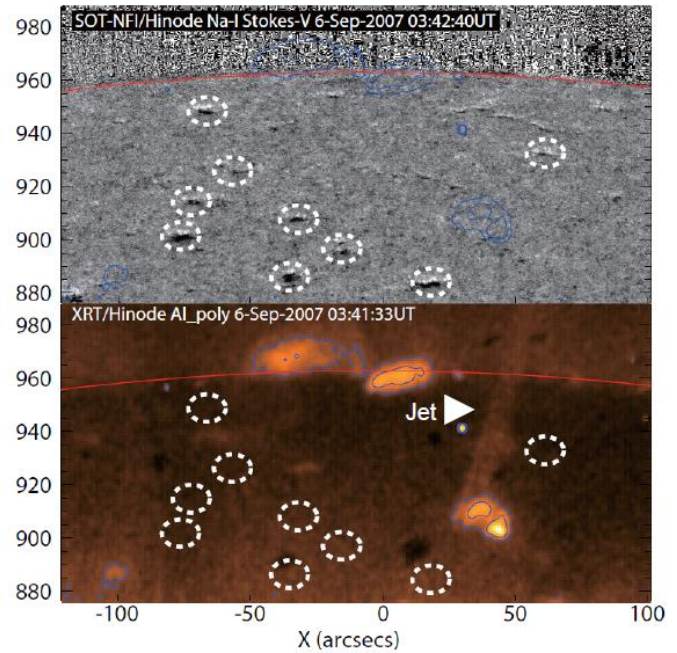 SOT-NFI/Hinode Na-I Stokes-V 6-Sep-2007 03:42:40UT
980
960
940
920
900
880
XRT/Hinode Al_poly 6-Sep-2007 03:41:33UT
980
960
940
920
900
880
Jet
-100 -50 0 50 100
X (arcsecs)